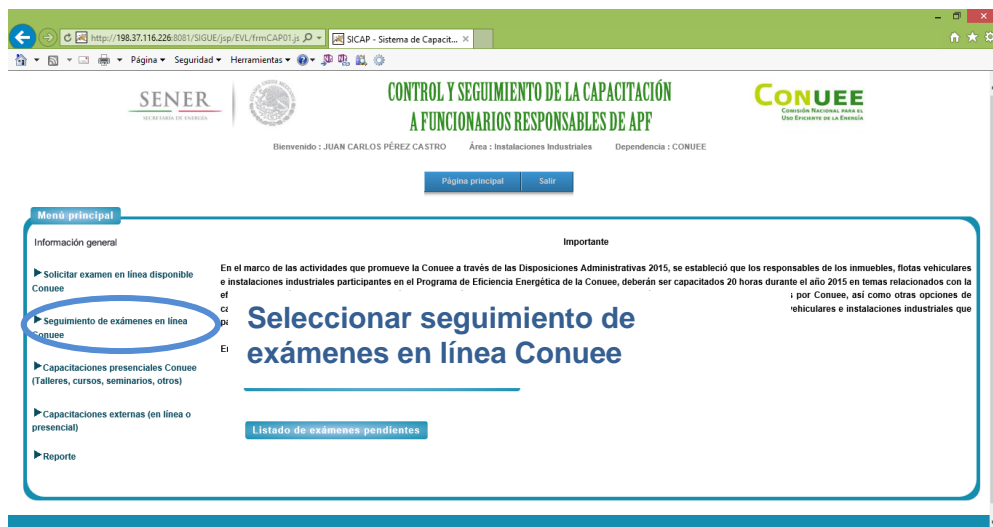 http://198.37.116.226:8081/SIGUE/jsp/EVL/frmCAP01.js
SICAP - Sistema de Capacit...
Página Seguridad Herramientas
SENER
SECRETARÍA DE ENERGÍA
CONTROL Y SEGUIMIENTO DE LA CAPACITACIÓN
A FUNCIONARIOS RESPONSABLES DE APF
CONUEE
COMISIÓN NACIONAL PARA EL
USO EFICIENTE DE LA ENERGÍA
Bienvenido : JUAN CARLOS PÉREZ CASTRO Área : Instalaciones Industriales Dependencia : CONUEE
Página principal Salir
Menú principal
Información general
Importante
Solicitar examen en línea disponible
Conuee
Seguimiento de exámenes en línea
Conuee
Capacitaciones presenciales Conuee
(Talleres, cursos, seminarios, otros)
Capacitaciones externas (en línea o
presencial)
Reporte
En el marco de las actividades que promueve la Conuee a través de las Disposiciones Administrativas 2015, se estableció que los responsables de los inmuebles, flotas vehiculares
e instalaciones industriales participantes en el Programa de Eficiencia Energética de la Conuee, deberán ser capacitados 20 horas durante el año 2015 en temas relacionados con la
por Conuee, así como otras opciones de
vehiculares e instalaciones industriales que
Seleccionar seguimiento de
exámenes en línea Conuee
Listado de exámenes pendientes